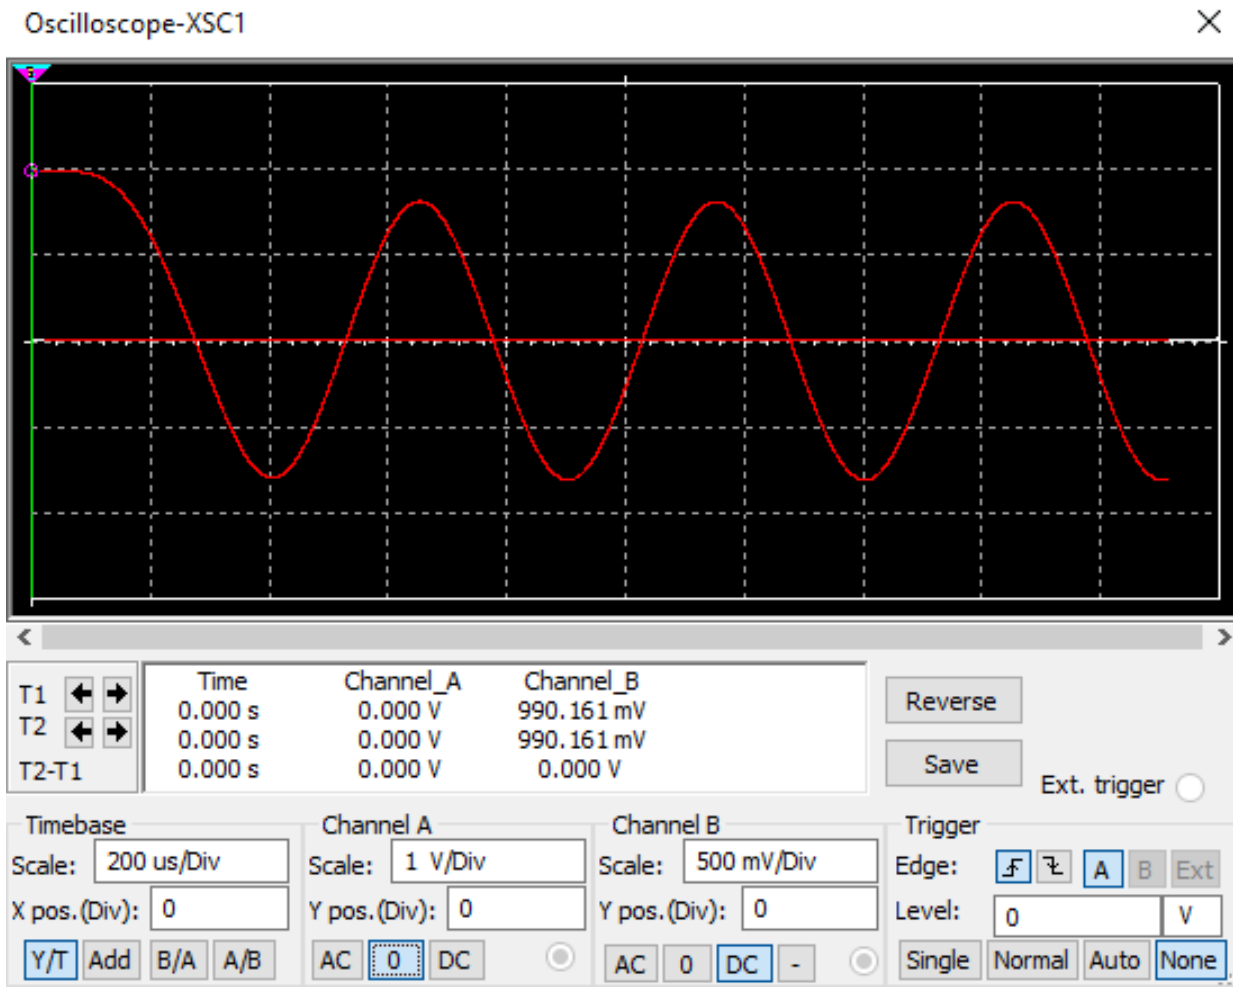 Oscilloscope-XSC1
Time Channel_A Channel_B
T1 0.000 s 0.000 V 990.161 mV
T2 0.000 s 0.000 V 990.161 mV
T2-T1 0.000 s 0.000 V 0.000 V
Reverse
Save
Ext. trigger
Timebase
Scale: 200 us/Div
X pos.(Div): 0
Y/T Add B/A A/B
Channel A
Scale: 1 V/Div
Y pos.(Div): 0
AC 0 DC
Channel B
Scale: 500 mV/Div
Y pos.(Div): 0
AC 0 DC -
Trigger
Edge: A B Ext
Level: 0 V
Single Normal Auto None